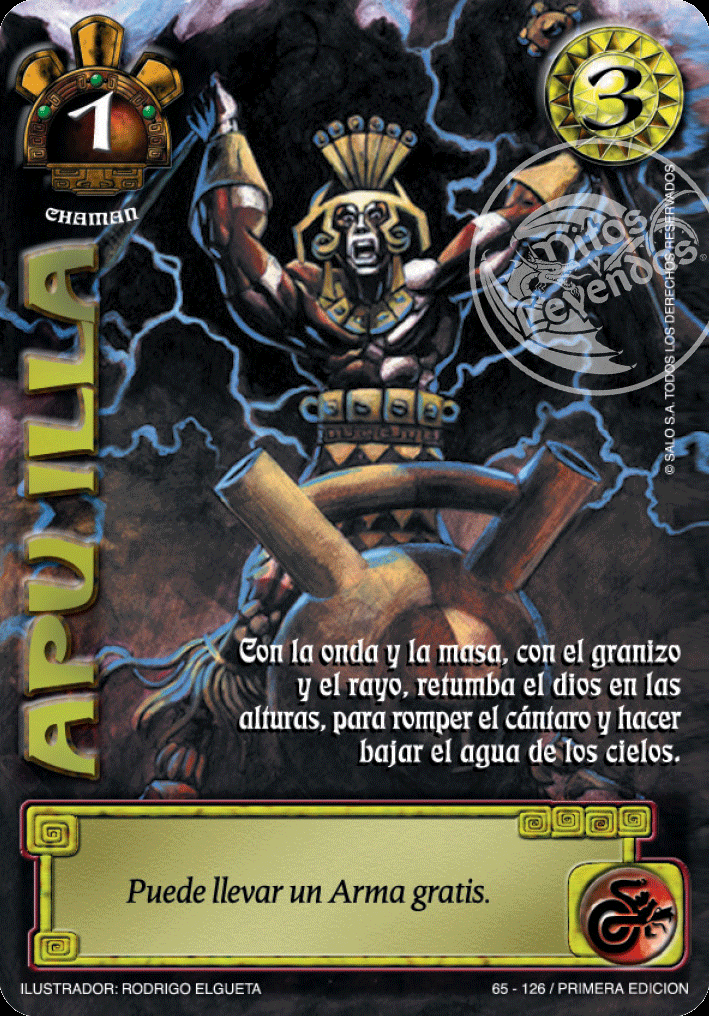 1
3
CHAMAN
Mitos
Leyendas
®
APU ILLA
© SALO S.A. TODOS LOS DERECHOS RESERVADOS
Con la onda y la masa, con el granizo
y el rayo, retumba el dios en las
alturas, para romper el cántaro y hacer
bajar el agua de los cielos.
Puede llevar un Arma gratis.
ILUSTRADOR: RODRIGO ELGUETA
65 - 126 / PRIMERA EDICION